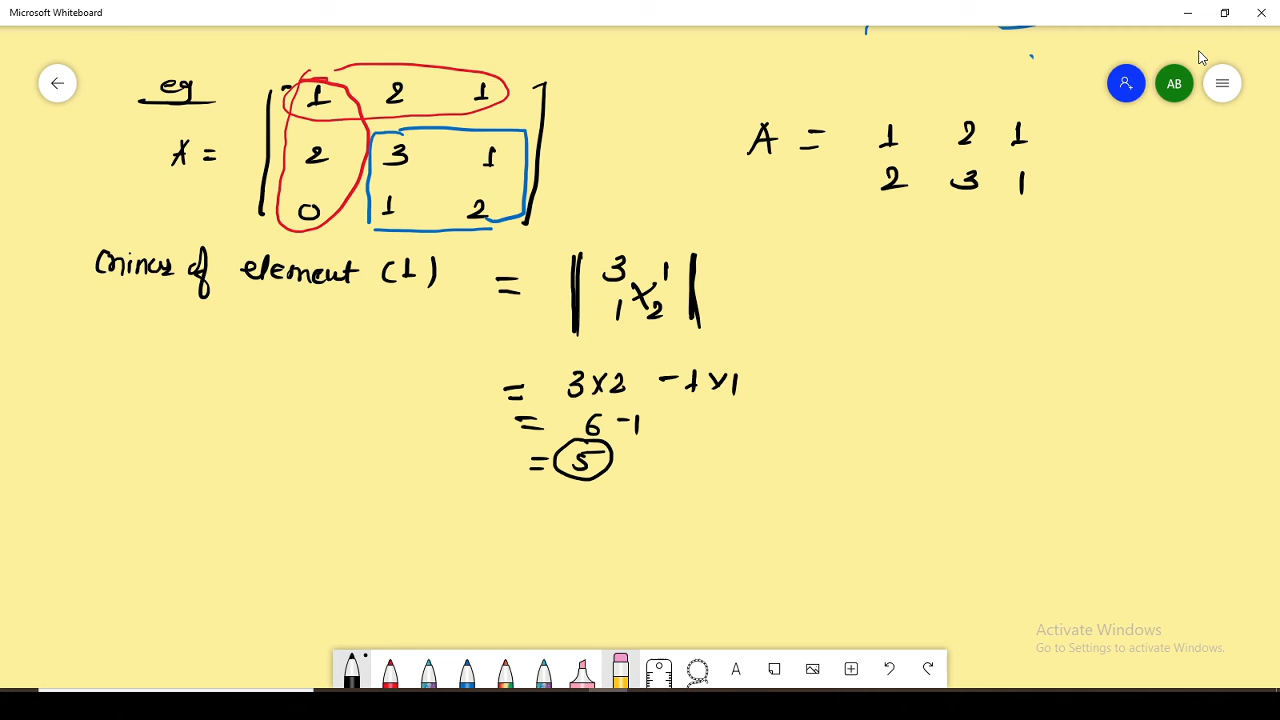 Microsoft Whiteboard
eg
A = [ 1 2 1
2 3 1
0 1 2 ]
A = 1 2 1
2 3 1
AB
minor of element (1) = | 3 1
1 2 |
= 3×2 -1×1
= 6 -1
= 5
Activate Windows
Go to Settings to activate Windows.
A